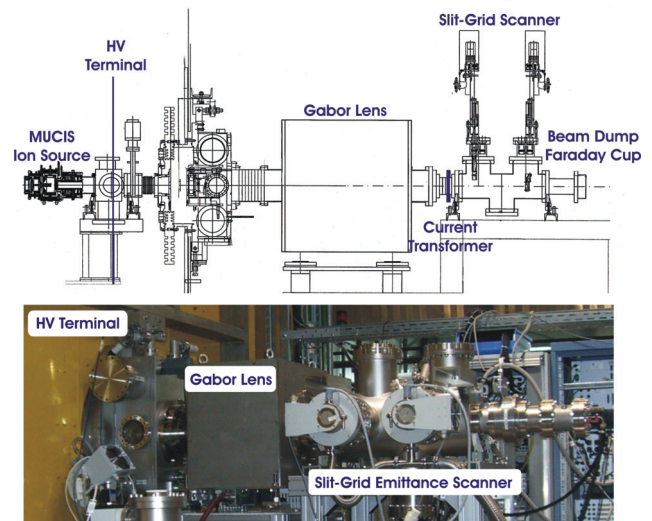 Slit-Grid Scanner
HV
Terminal
Gabor Lens
MUCIS
Ion Source
Beam Dump
Faraday Cup
Current
Transformer
HV Terminal
Gabor Lens
Slit-Grid Emittance Scanner